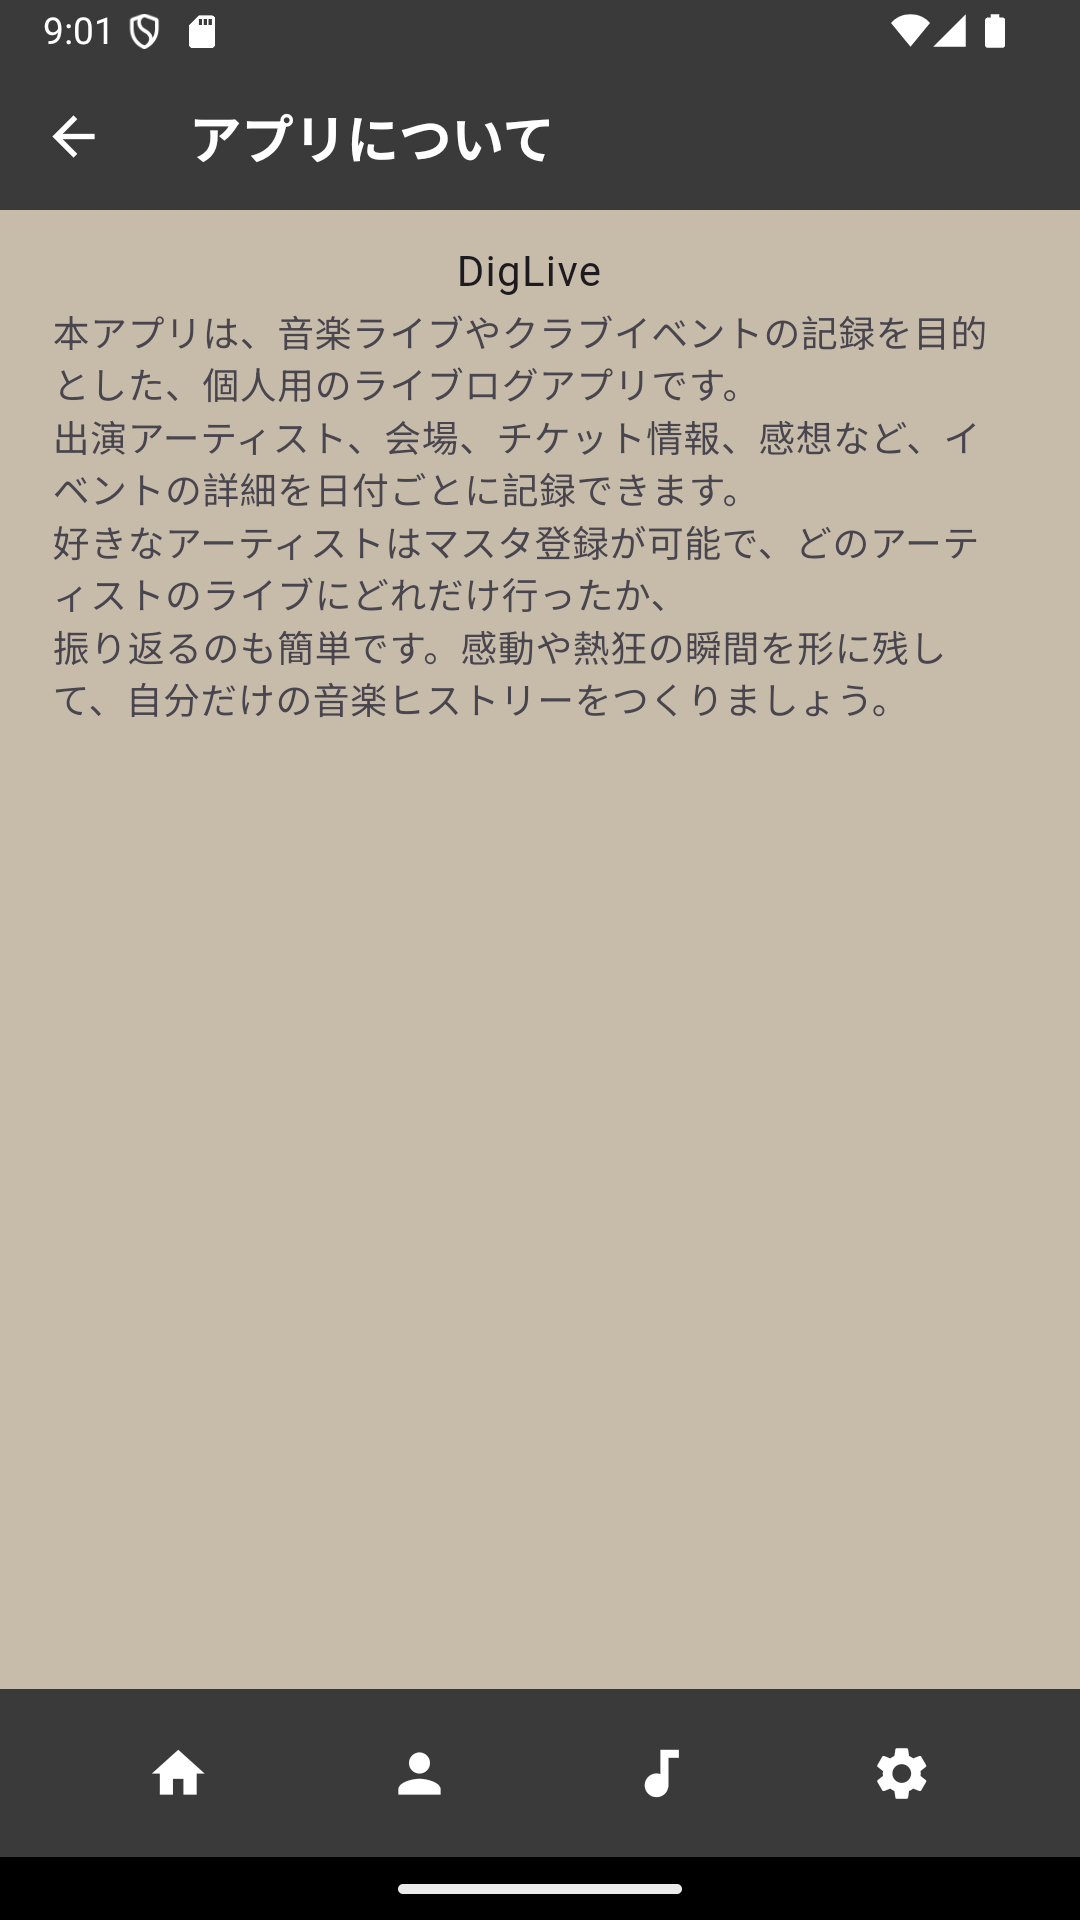 9:01
アプリについて
DigLive
本アプリは、音楽ライブやクラブイベントの記録を目的
とした、個人用のライブログアプリです。
出演アーティスト、会場、チケット情報、感想など、イ
ベントの詳細を日付ごとに記録できます。
好きなアーティストはマスタ登録が可能で、どのアーテ
ィストのライブにどれだけ行ったか、
振り返るのも簡単です。感動や熱狂の瞬間を形に残し
て、自分だけの音楽ヒストリーをつくりましょう。